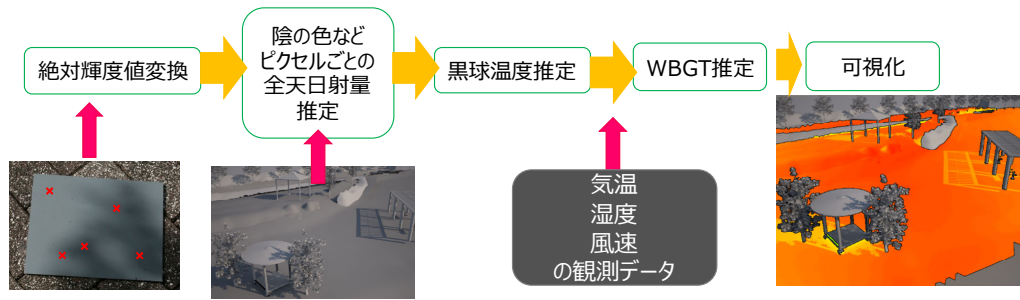 絶対輝度値変換
陰の色など
ピクセルごとの
全天日射量
推定
黒球温度推定
WBGT推定
可視化
気温
湿度
風速
の観測データ